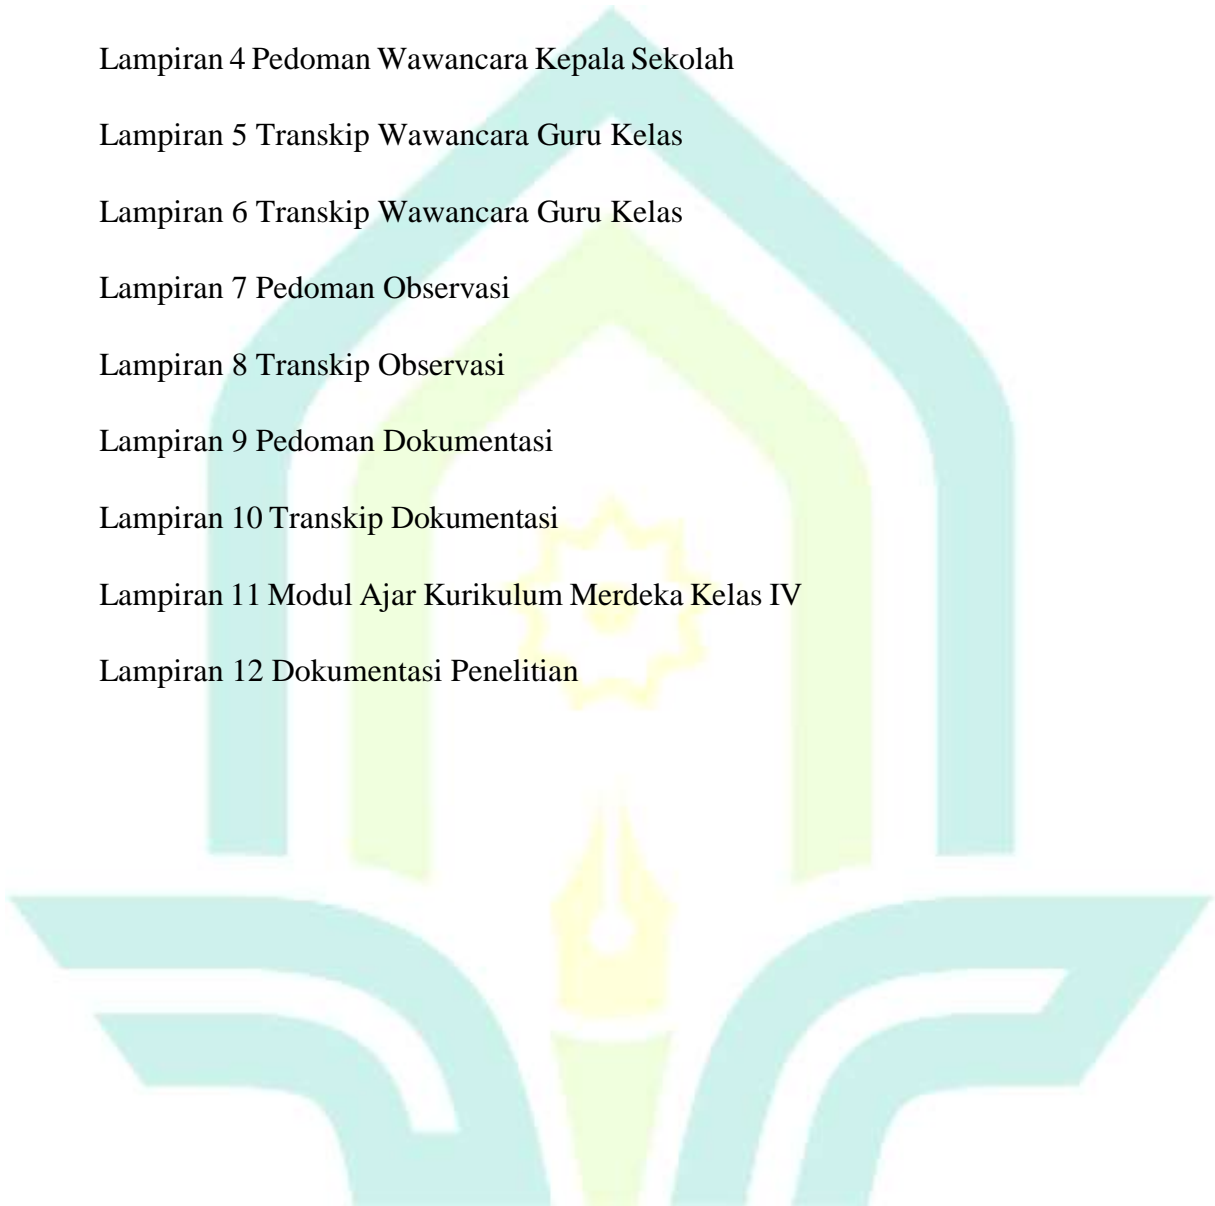 Lampiran 4 Pedoman Wawancara Kepala Sekolah
Lampiran 5 Transkip Wawancara Guru Kelas
Lampiran 6 Transkip Wawancara Guru Kelas
Lampiran 7 Pedoman Observasi
Lampiran 8 Transkip Observasi
Lampiran 9 Pedoman Dokumentasi
Lampiran 10 Transkip Dokumentasi
Lampiran 11 Modul Ajar Kurikulum Merdeka Kelas IV
Lampiran 12 Dokumentasi Penelitian